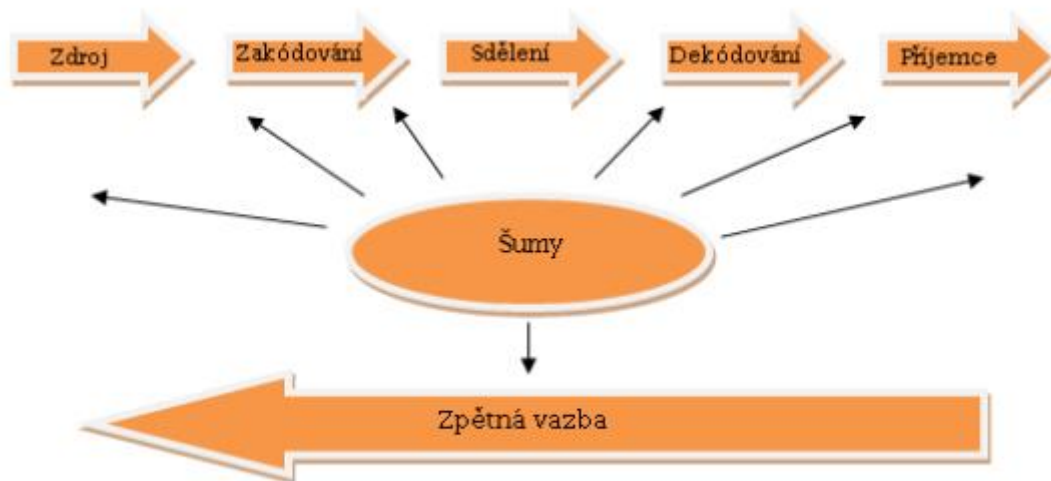 Zdroj
Zakódování
Sdělení
Dekódování
Příjemce
Šumy
Zpětná vazba